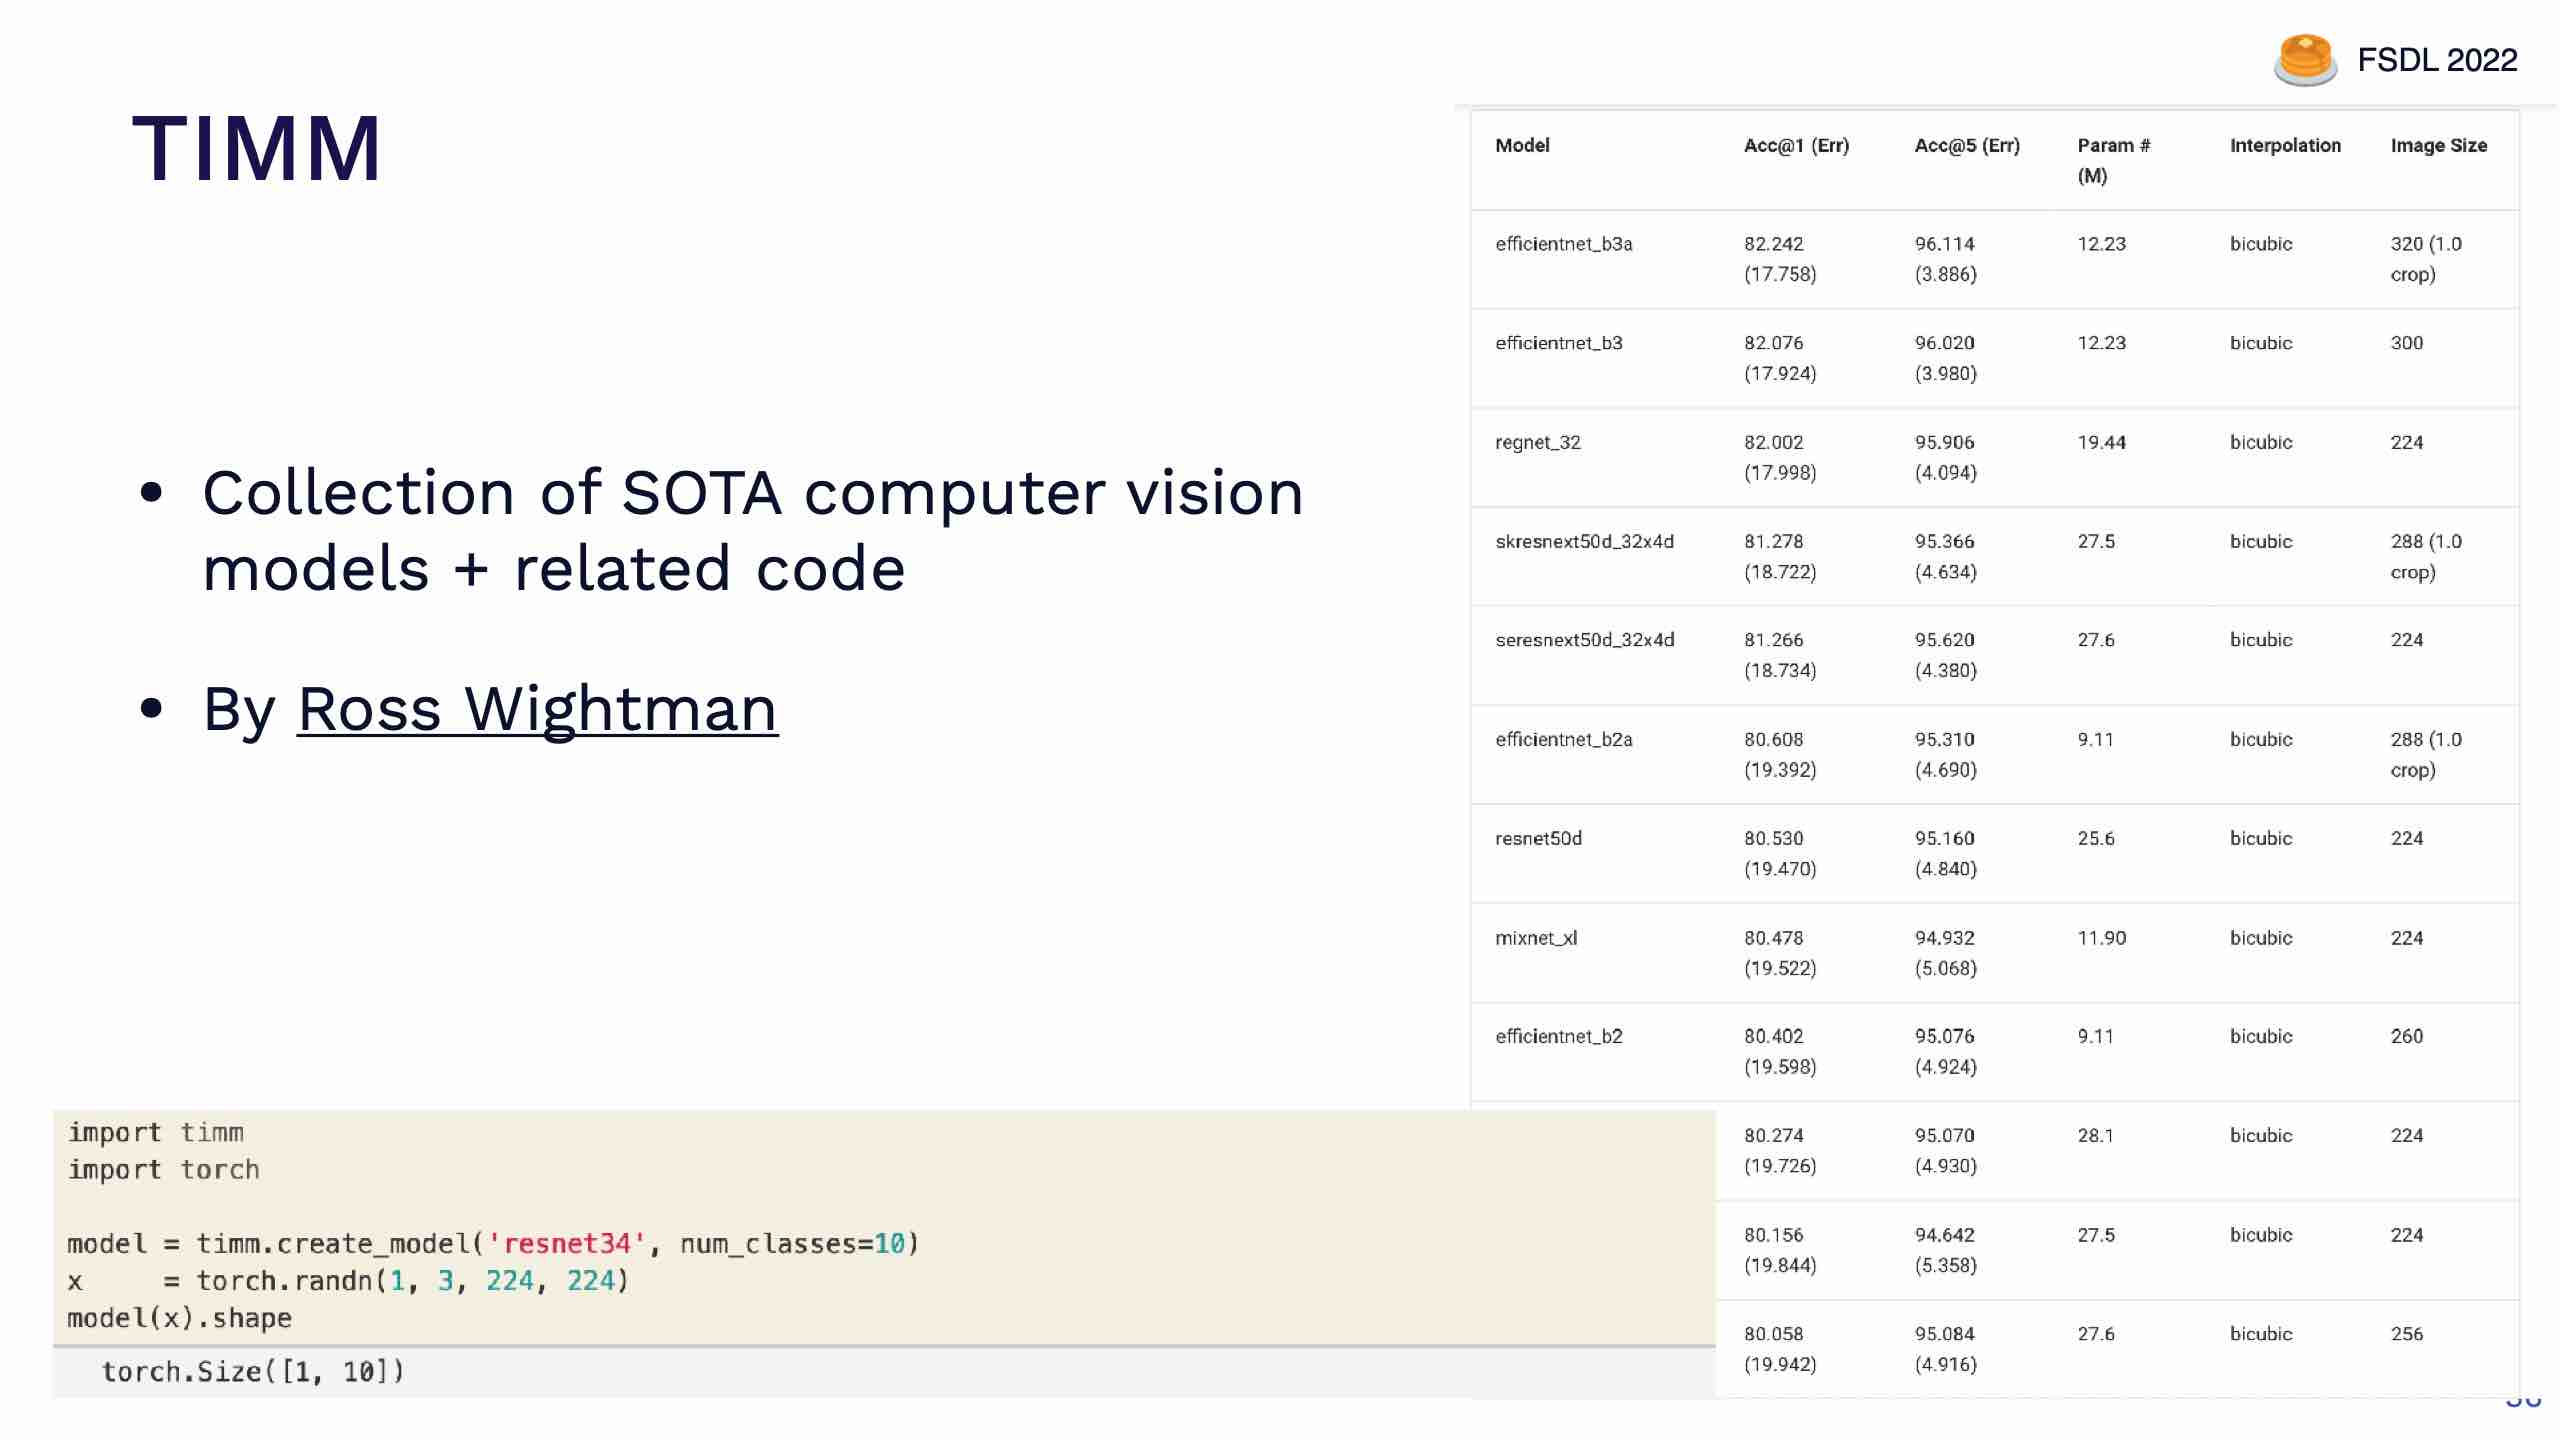 FSDL 2022
TIMM
• Collection of SOTA computer vision
models + related code
• By Ross Wightman
Model Acc@1 (Err) Acc@5 (Err) Param # Interpolation Image Size
(M)
efficientnet_b3a 82.242 96.114 12.23 bicubic 320 (1.0
(17.758) (3.886) crop)
efficientnet_b3 82.076 96.020 12.23 bicubic 300
(17.924) (3.980)
regnet_32 82.002 95.906 19.44 bicubic 224
(17.998) (4.094)
skresnext50d_32x4d 81.278 95.366 27.5 bicubic 288 (1.0
(18.722) (4.634) crop)
seresnext50d_32x4d 81.266 95.620 27.6 bicubic 224
(18.734) (4.380)
efficientnet_b2a 80.608 95.310 9.11 bicubic 288 (1.0
(19.392) (4.690) crop)
resnet50d 80.530 95.160 25.6 bicubic 224
(19.470) (4.840)
mixnet_xl 80.478 94.932 11.90 bicubic 224
(19.522) (5.068)
efficientnet_b2 80.402 95.076 9.11 bicubic 260
(19.598) (4.924)
80.274 95.070 28.1 bicubic 224
(19.726) (4.930)
80.156 94.642 27.5 bicubic 224
(19.844) (5.358)
80.058 95.084 27.6 bicubic 256
(19.942) (4.916)
import timm
import torch
model = timm.create_model('resnet34', num_classes=10)
x     = torch.randn(1, 3, 224, 224)
model(x).shape
torch.Size([1, 10])